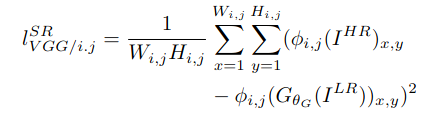 l^{SR}_{VGG/i.j} = \frac{1}{W_{i,j}H_{i,j}} \sum_{x=1}^{W_{i,j}} \sum_{y=1}^{H_{i,j}} (\phi_{i,j}(I^{HR})_{x,y}
- \phi_{i,j}(G_{\theta_G}(I^{LR}))_{x,y})^2